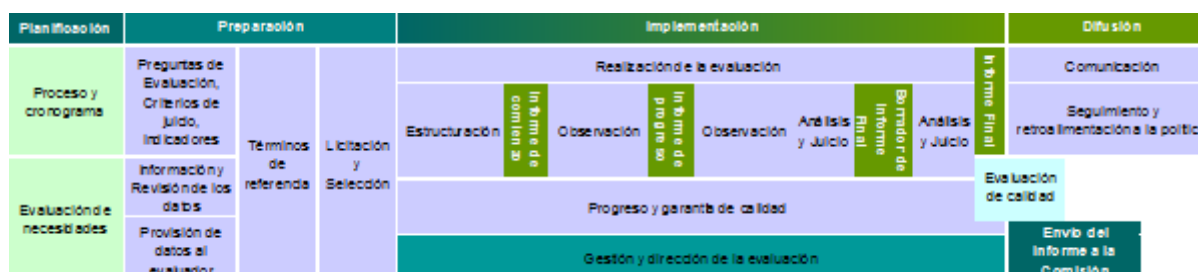 Planificación
Preparación
Implementación
Difusión
Proceso y
cronograma
Preguntas de
Evaluación,
Criterios de
juicio,
Indicadores
Términos
de
referencia
Licitación
y
Selección
Realización de la evaluación
Estructuración
Informe de
comienzo
Observación
Informe de
progreso
Observación
Análisis
y Juicio
Borrador de
Informe
Final
Análisis
y Juicio
Informe Final
Comunicación
Seguimiento y
retroalimentación a la polític
Evaluación de
necesidades
Información y
Revisión de los
datos
Provisión de
datos al
evaluador
Progreso y garantía de calidad
Evaluación
de calidad
Gestión y dirección de la evaluación
Envío del
Informe a la
Comisión